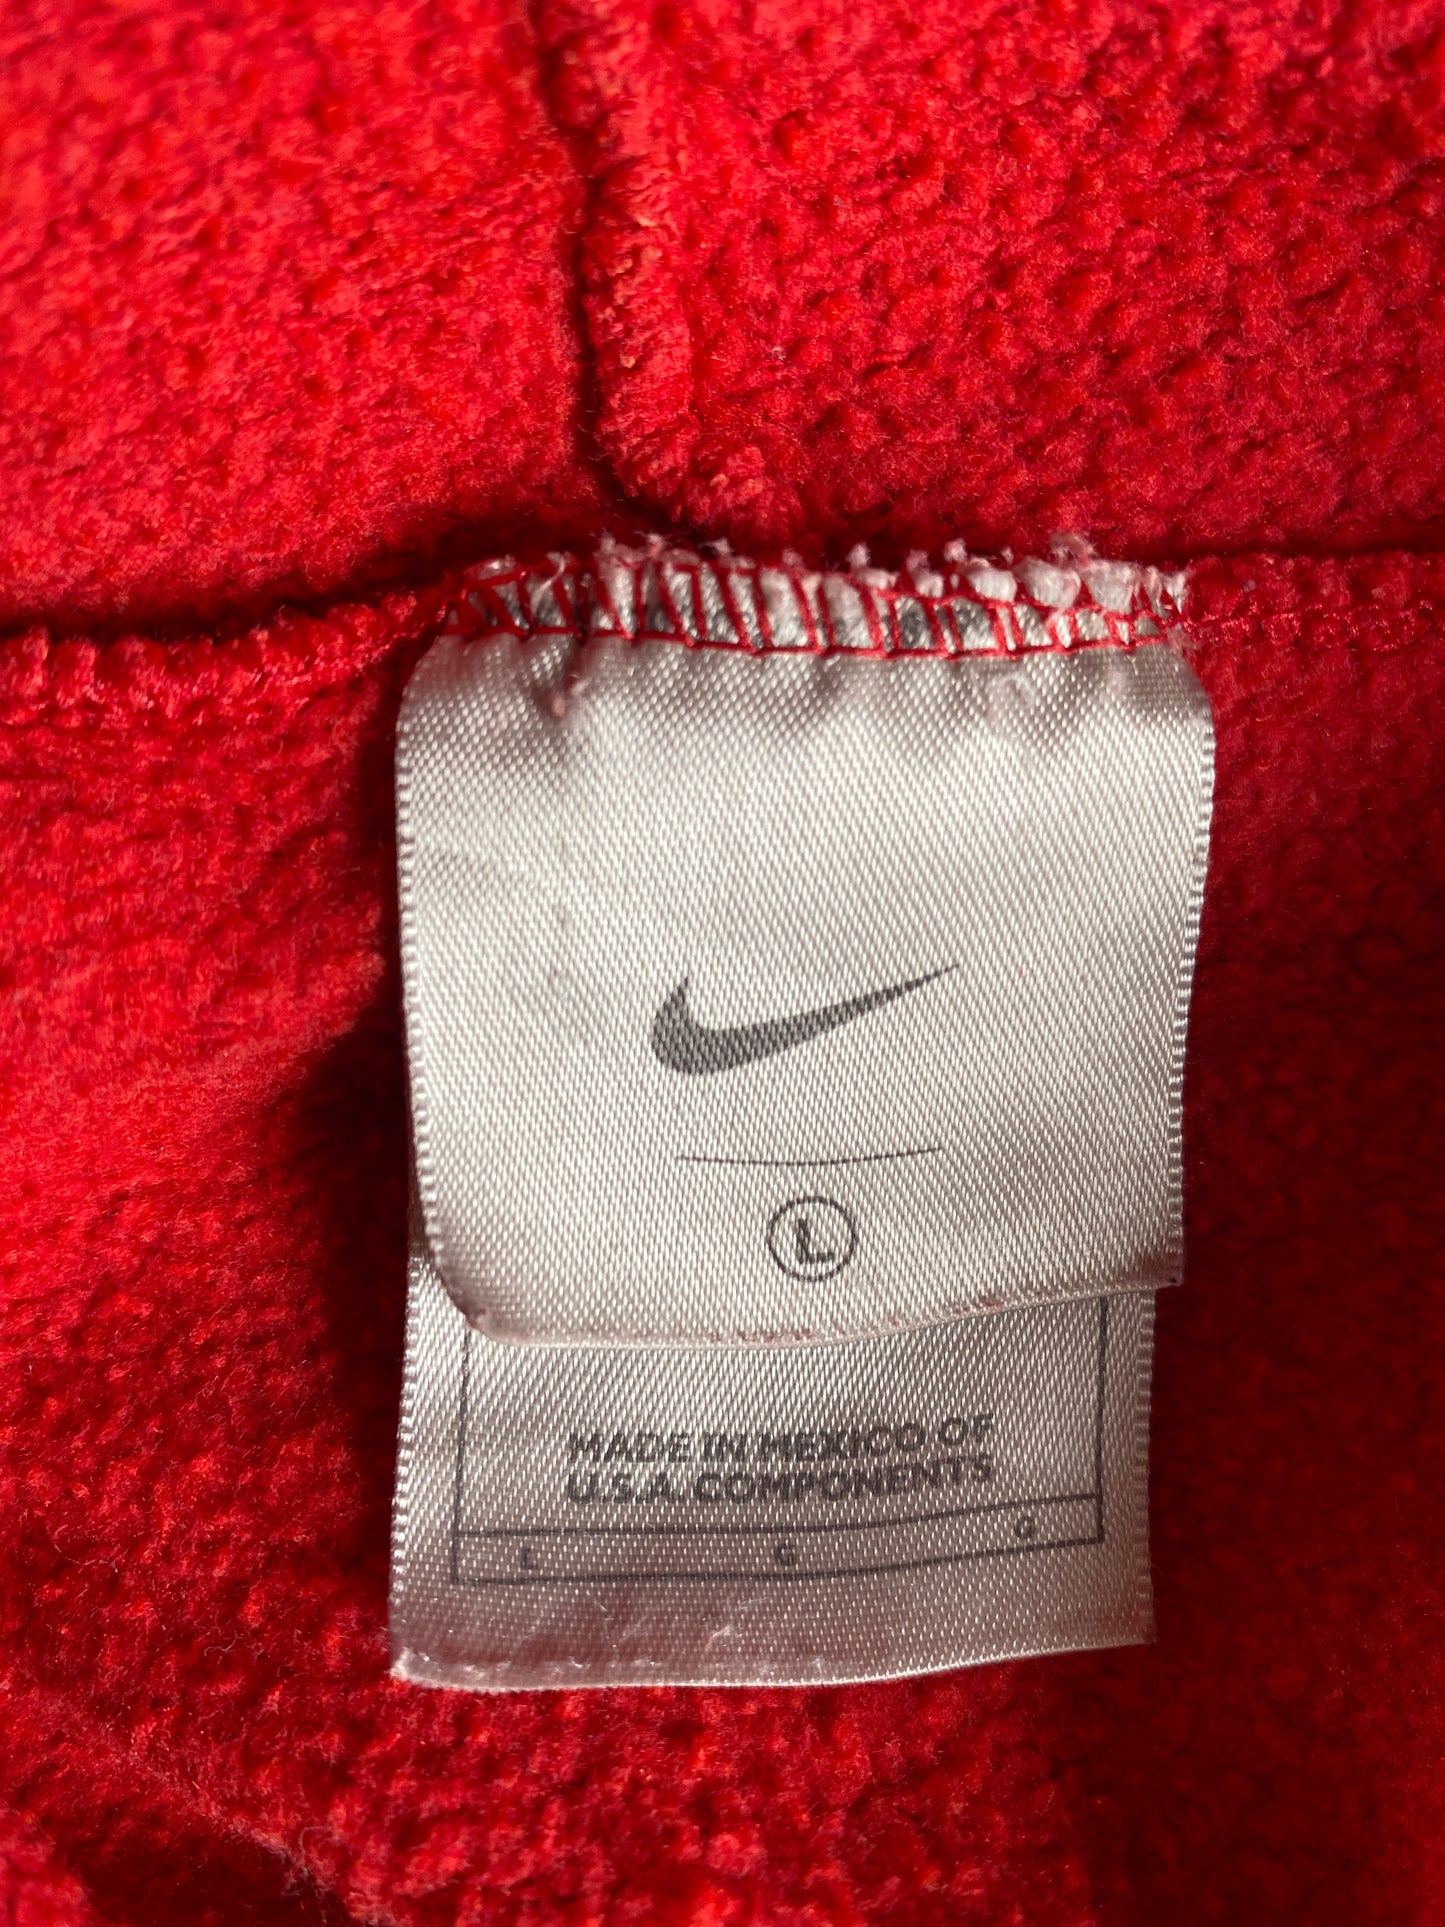 L
MADE IN MEXICO OF
U.S.A. COMPONENTS
L G G